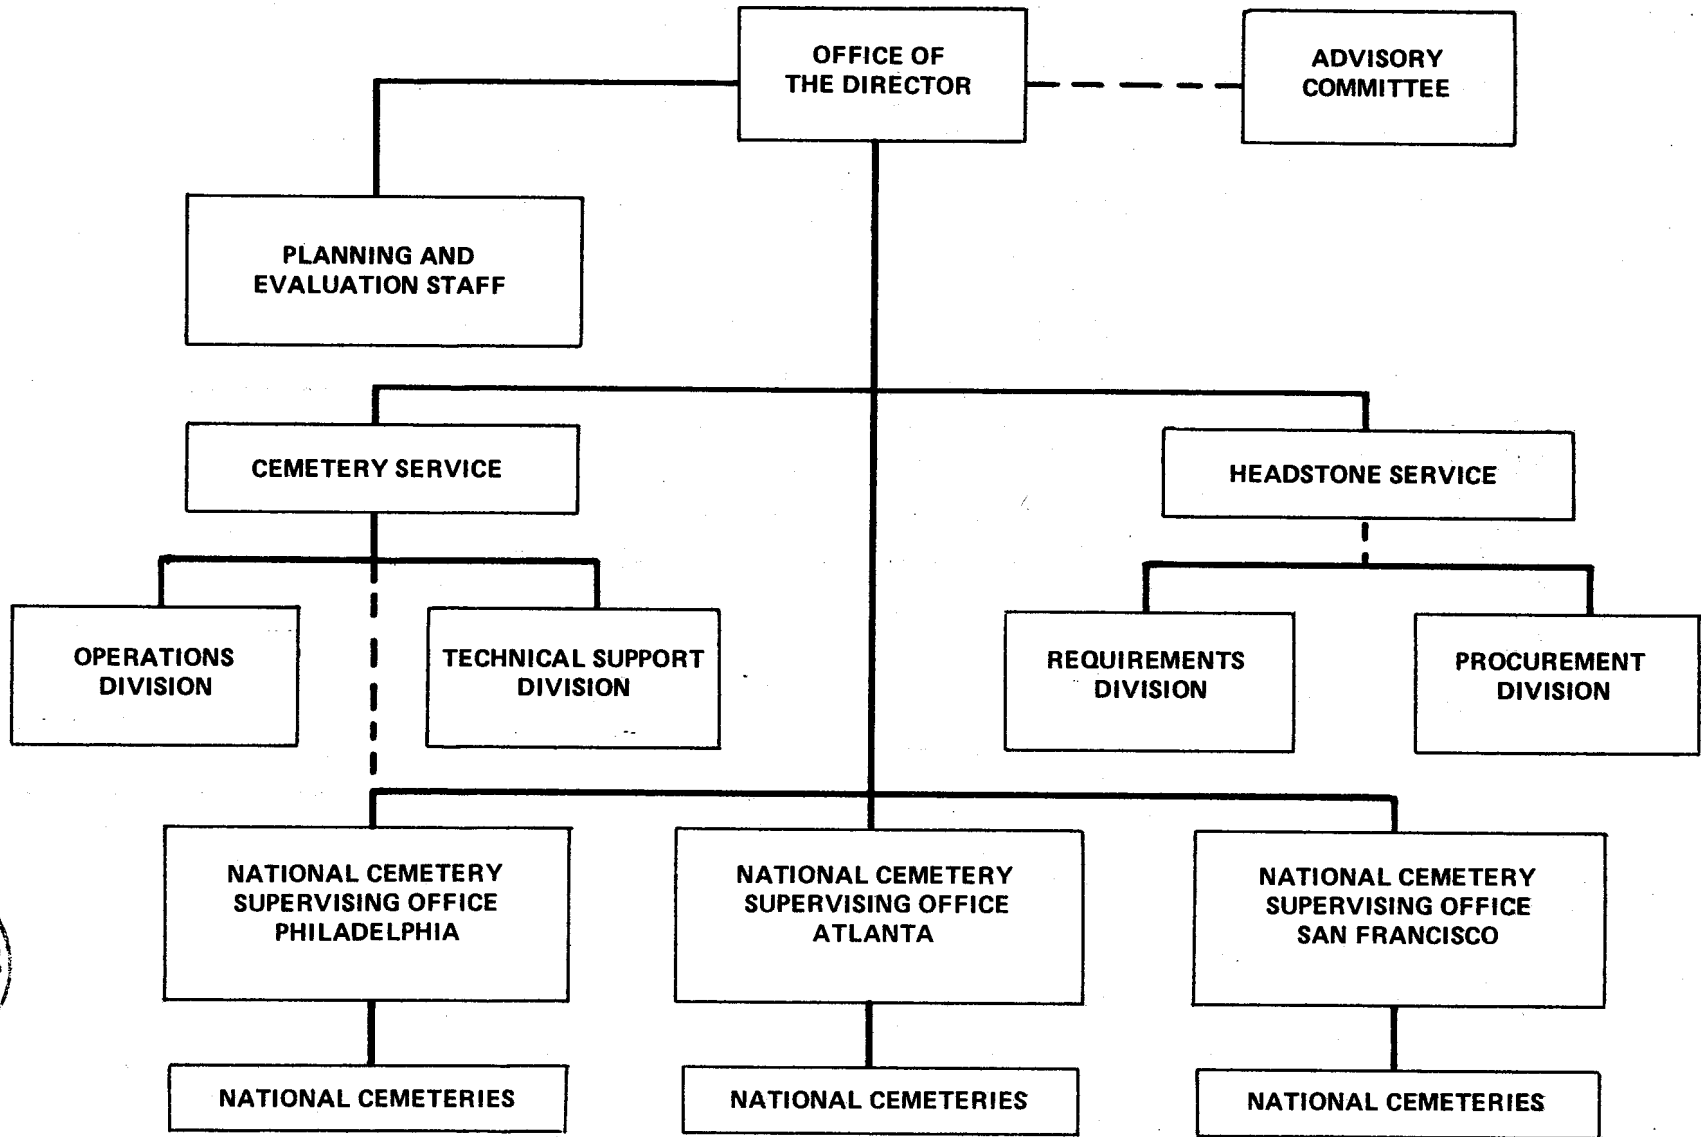 OFFICE OF
THE DIRECTOR
ADVISORY
COMMITTEE
PLANNING AND
EVALUATION STAFF
CEMETERY SERVICE
HEADSTONE SERVICE
OPERATIONS
DIVISION
TECHNICAL SUPPORT
DIVISION
REQUIREMENTS
DIVISION
PROCUREMENT
DIVISION
NATIONAL CEMETERY
SUPERVISING OFFICE
PHILADELPHIA
NATIONAL CEMETERY
SUPERVISING OFFICE
ATLANTA
NATIONAL CEMETERY
SUPERVISING OFFICE
SAN FRANCISCO
NATIONAL CEMETERIES
NATIONAL CEMETERIES
NATIONAL CEMETERIES